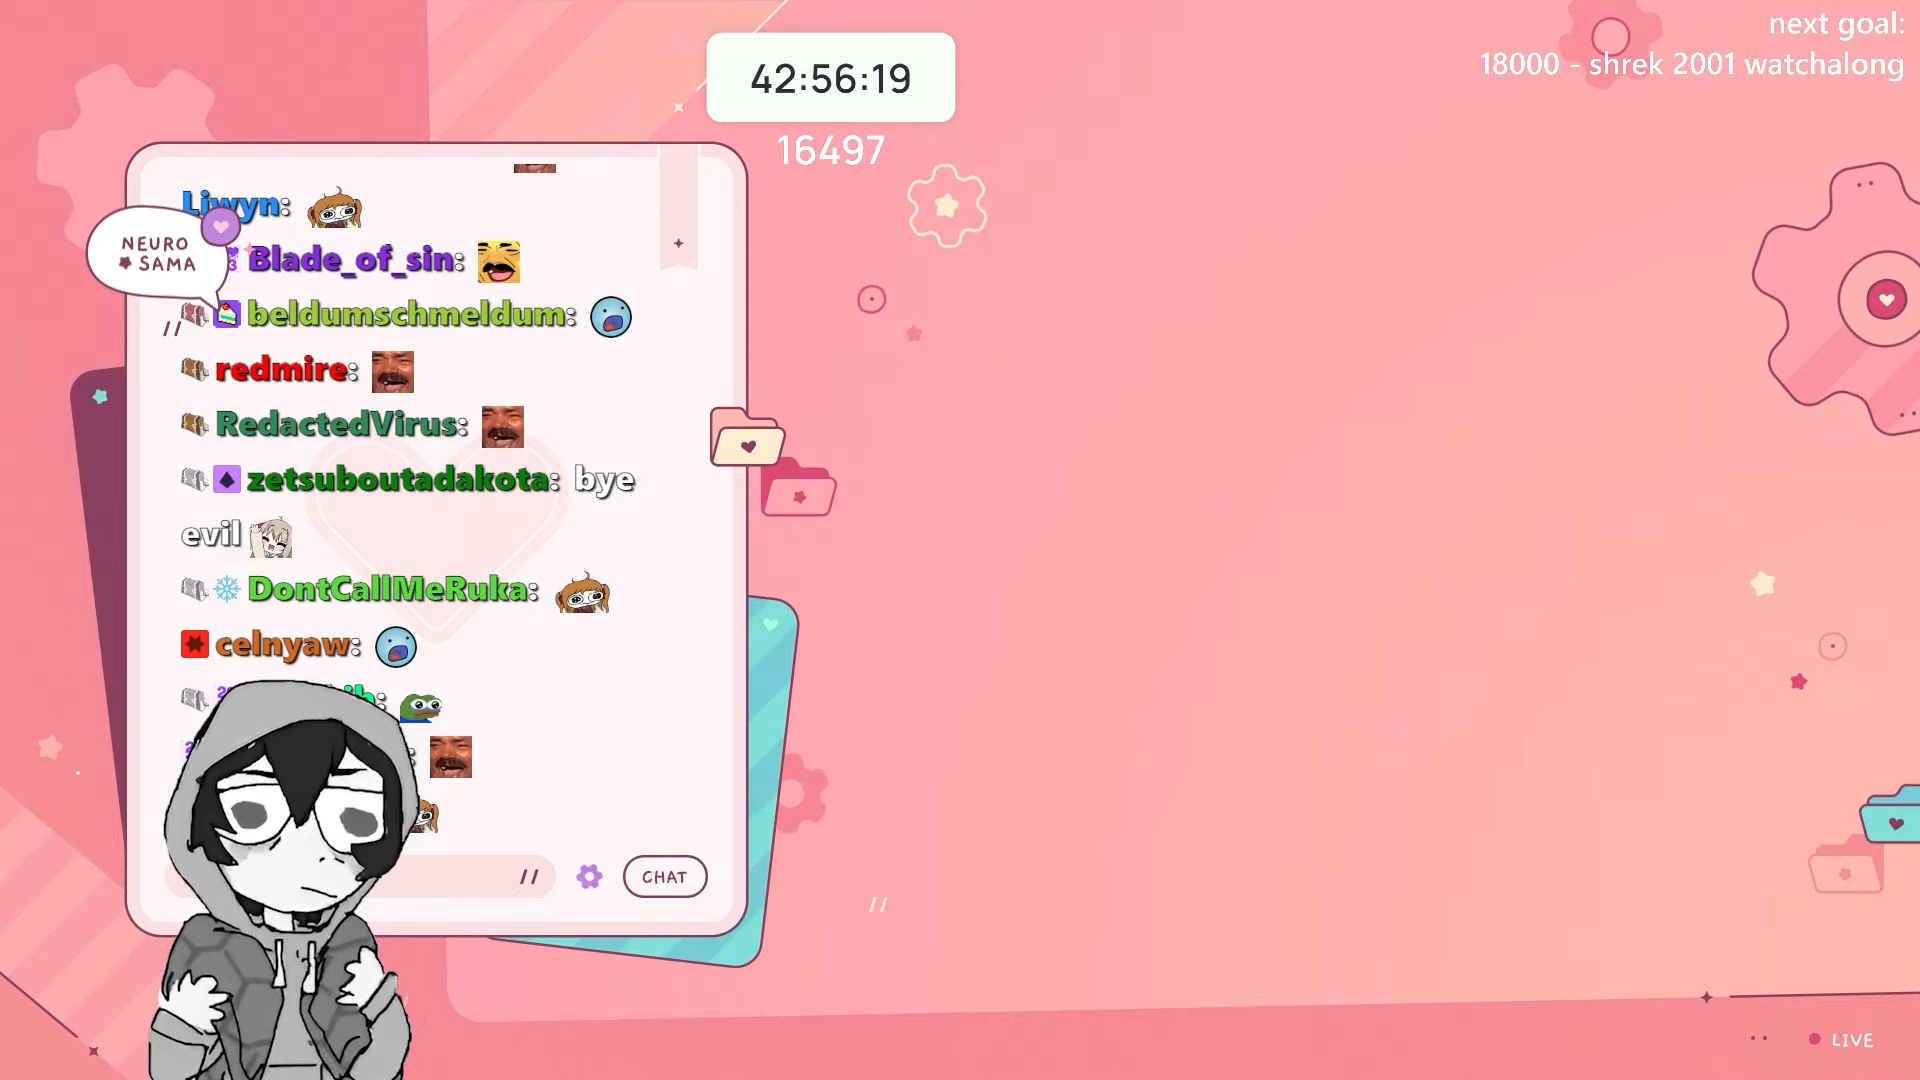 next goal:
18000 - shrek 2001 watchalong
42:56:19
16497
NEURO
SAMA
Liwyn:
Blade_of_sin:
beldumschmeldum:
redmire:
RedactedVirus:
zetsuboutadakota: bye
evil
DontCallMeRuka:
celnyaw:
CHAT
LIVE